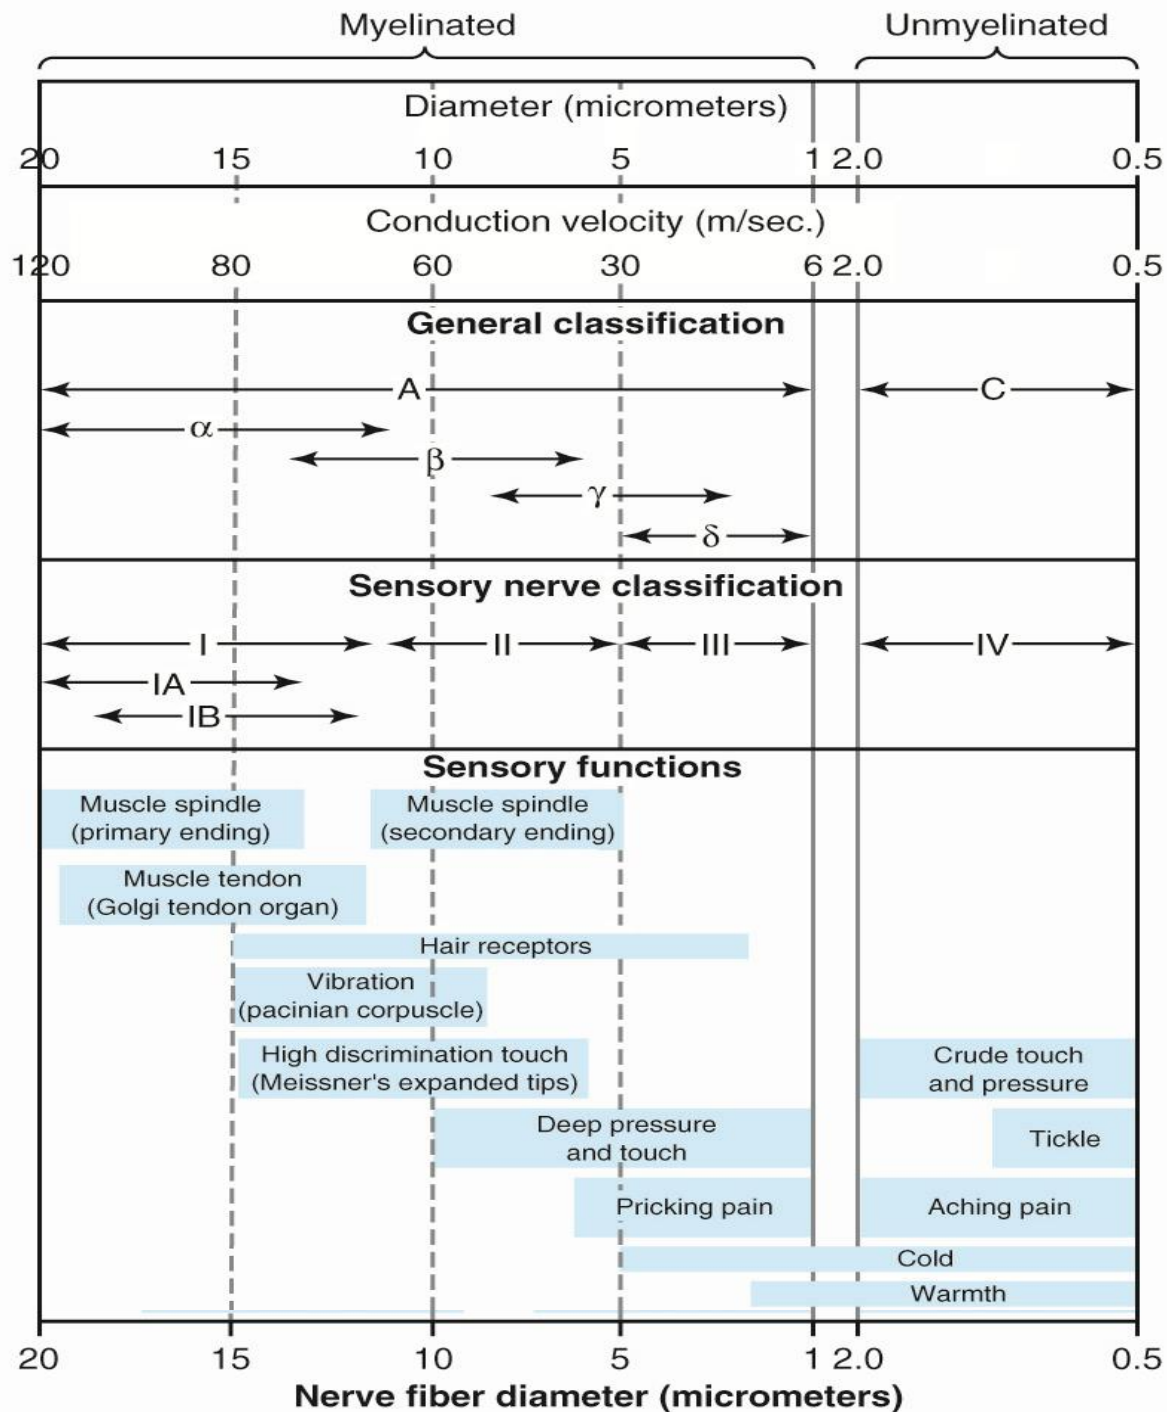 Myelinated Unmyelinated
Diameter (micrometers)
20 15 10 5 1 2.0 0.5
Conduction velocity (m/sec.)
120 80 60 30 6 2.0 0.5
General classification
A C
α
β
γ
δ
Sensory nerve classification
I II III IV
IA
IB
Sensory functions
Muscle spindle
(primary ending)
Muscle spindle
(secondary ending)
Muscle tendon
(Golgi tendon organ)
Hair receptors
Vibration
(pacinian corpuscle)
High discrimination touch
(Meissner's expanded tips)
Crude touch
and pressure
Deep pressure
and touch
Tickle
Pricking pain
Aching pain
Cold
Warmth
20 15 10 5 1 2.0 0.5
Nerve fiber diameter (micrometers)